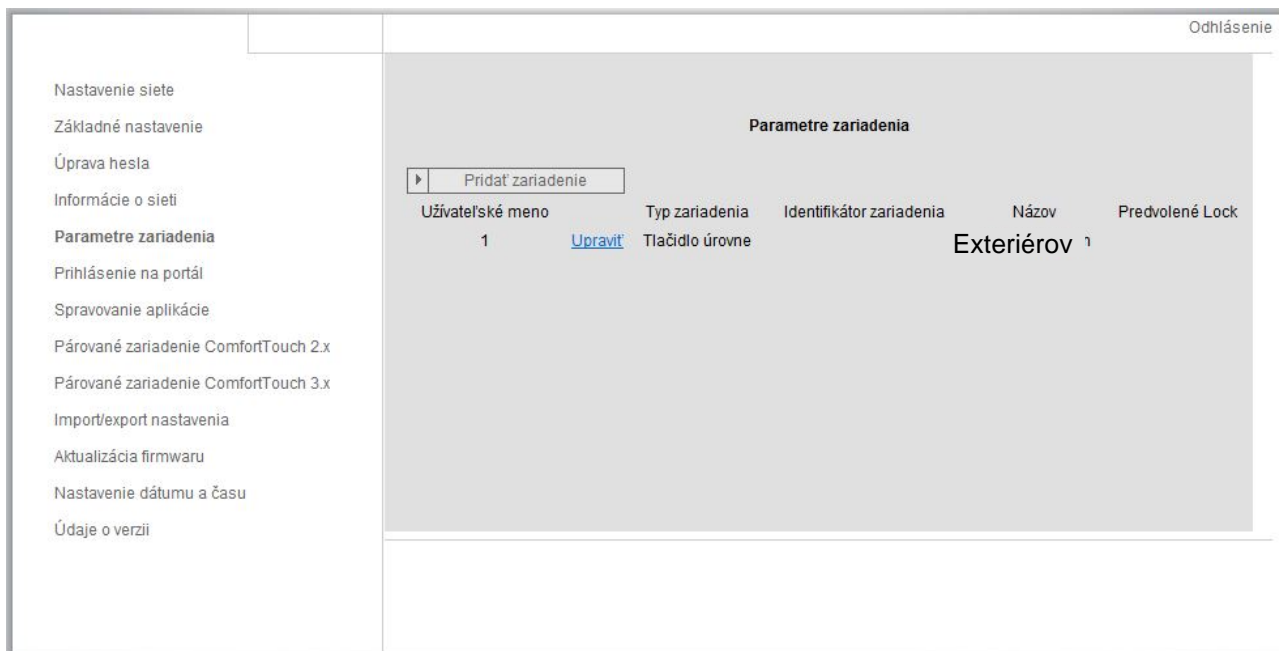 Odhlásenie
Nastavenie siete
Základné nastavenie
Úprava hesla
Informácie o sieti
Parametre zariadenia
Prihlásenie na portál
Spravovanie aplikácie
Párované zariadenie ComfortTouch 2.x
Párované zariadenie ComfortTouch 3.x
Import/export nastavenia
Aktualizácia firmwaru
Nastavenie dátumu a času
Údaje o verzii
Parametre zariadenia
Pridať zariadenie
Užívateľské meno Typ zariadenia Identifikátor zariadenia Názov Predvolené Lock
1 Upraviť Tlačidlo úrovne Exteriérov